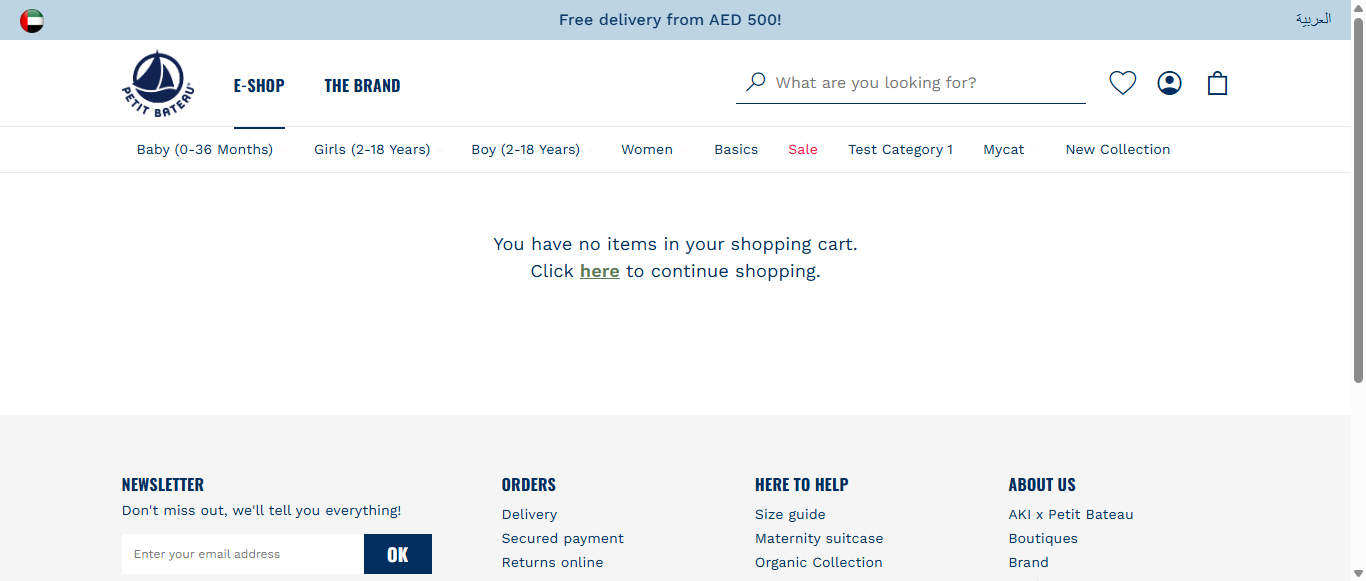 Free delivery from AED 500!
العربية
PETIT BATEAU
E-SHOP
THE BRAND
What are you looking for?
Baby (0-36 Months)
Girls (2-18 Years)
Boy (2-18 Years)
Women
Basics
Sale
Test Category 1
Mycat
New Collection
You have no items in your shopping cart.
Click here to continue shopping.
NEWSLETTER
Don't miss out, we'll tell you everything!
Enter your email address
OK
ORDERS
Delivery
Secured payment
Returns online
HERE TO HELP
Size guide
Maternity suitcase
Organic Collection
ABOUT US
AKI x Petit Bateau
Boutiques
Brand